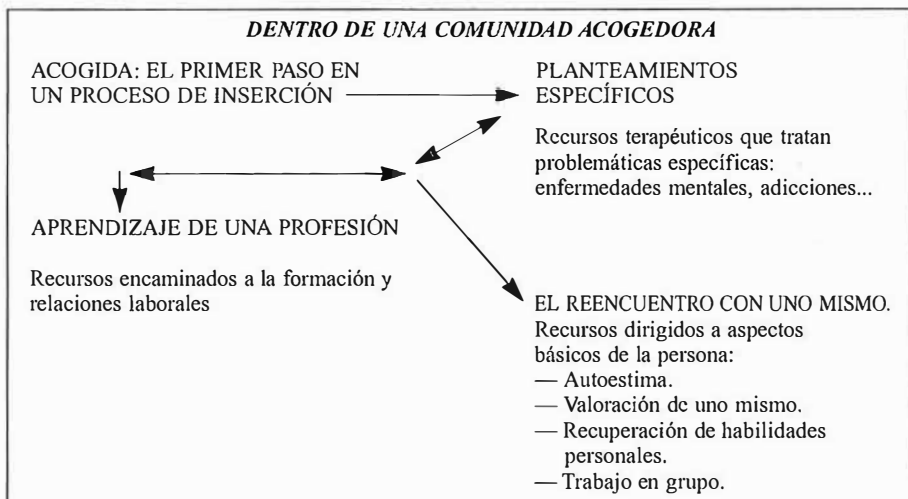 DENTRO DE UNA COMUNIDAD ACOGEDORA
ACOGIDA: EL PRIMER PASO EN
UN PROCESO DE INSERCIÓN
PLANTEAMIENTOS
ESPECÍFICOS
Recursos terapéuticos que tratan
problemáticas específicas:
enfermedades mentales, adicciones...
APRENDIZAJE DE UNA PROFESIÓN
Recursos encaminados a la formación y
relaciones laborales
EL REENCUENTRO CON UNO MISMO.
Recursos dirigidos a aspectos
básicos de la persona:
— Autoestima.
— Valoración de uno mismo.
— Recuperación de habilidades
personales.
— Trabajo en grupo.